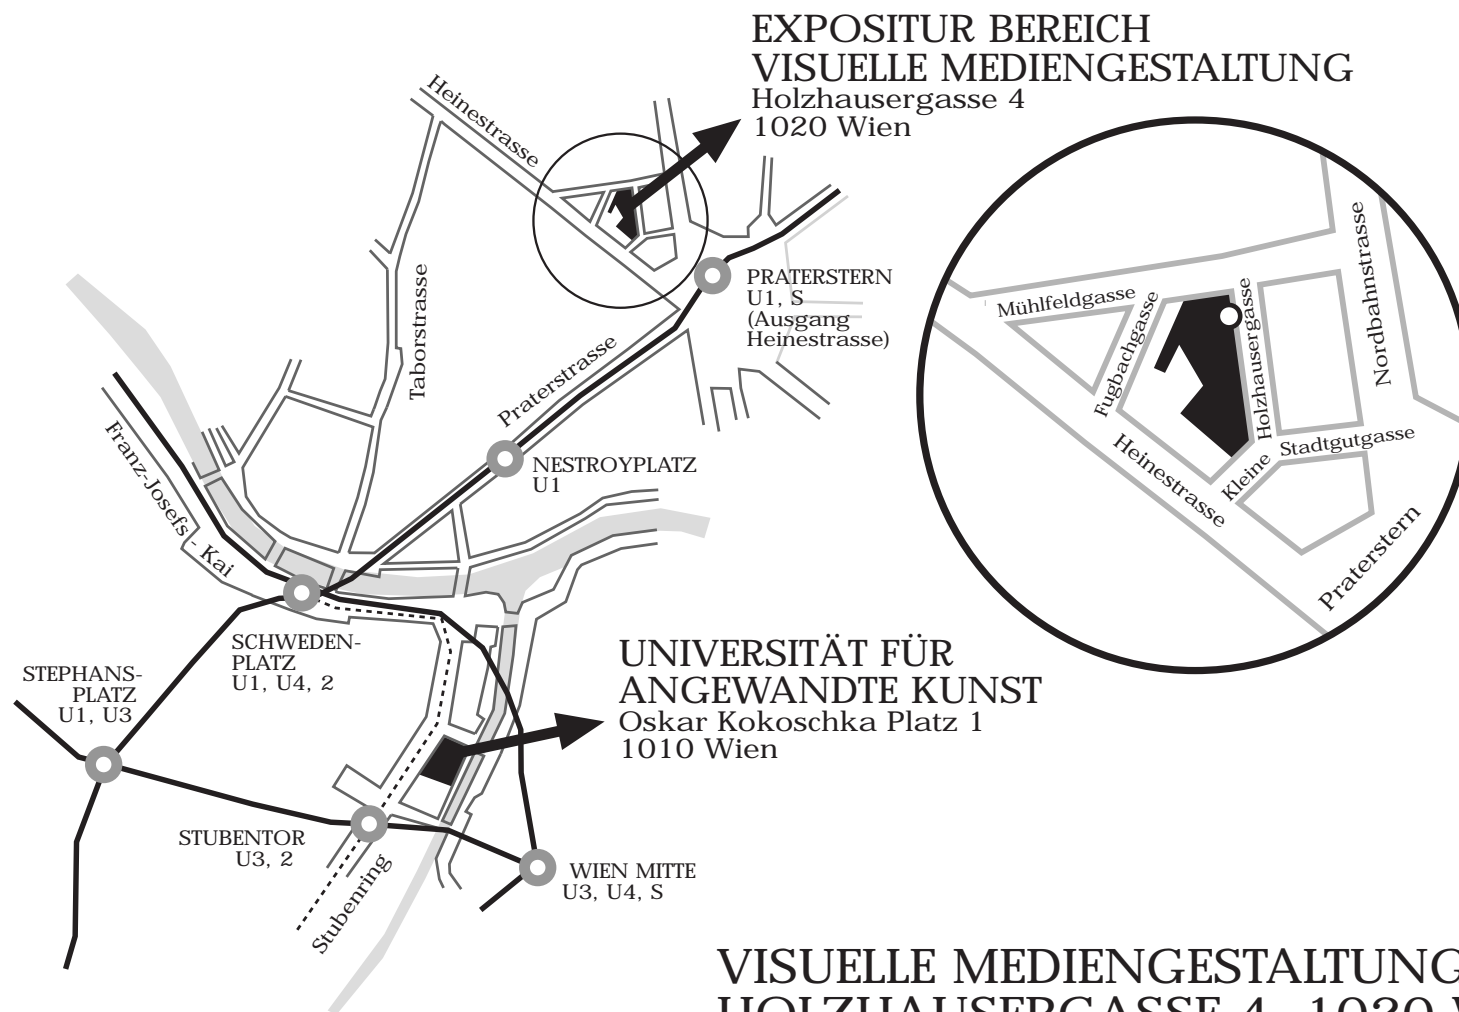 EXPOSITUR BEREICH
VISUELLE MEDIENGESTALTUNG
Holzhausergasse 4
1020 Wien
Heinestrasse
Taborstrasse
PRATERSTERN
U1, S
(Ausgang
Heinestrasse)
Praterstrasse
Mühlfeldgasse
Fugbachgasse
Holzhausergasse
Nordbahnstrasse
Heinestrasse
Kleine Stadtgutgasse
Praterstern
Franz-Josefs - Kai
NESTROYPLATZ
U1
SCHWEDEN-
PLATZ
U1, U4, 2
STEPHANS-
PLATZ
U1, U3
UNIVERSITÄT FÜR
ANGEWANDTE KUNST
Oskar Kokoschka Platz 1
1010 Wien
STUBENTOR
U3, 2
Stubenring
WIEN MITTE
U3, U4, S
VISUELLE MEDIENGESTALTUNG
HOLZHAUSERGASSE 4, 1020 W